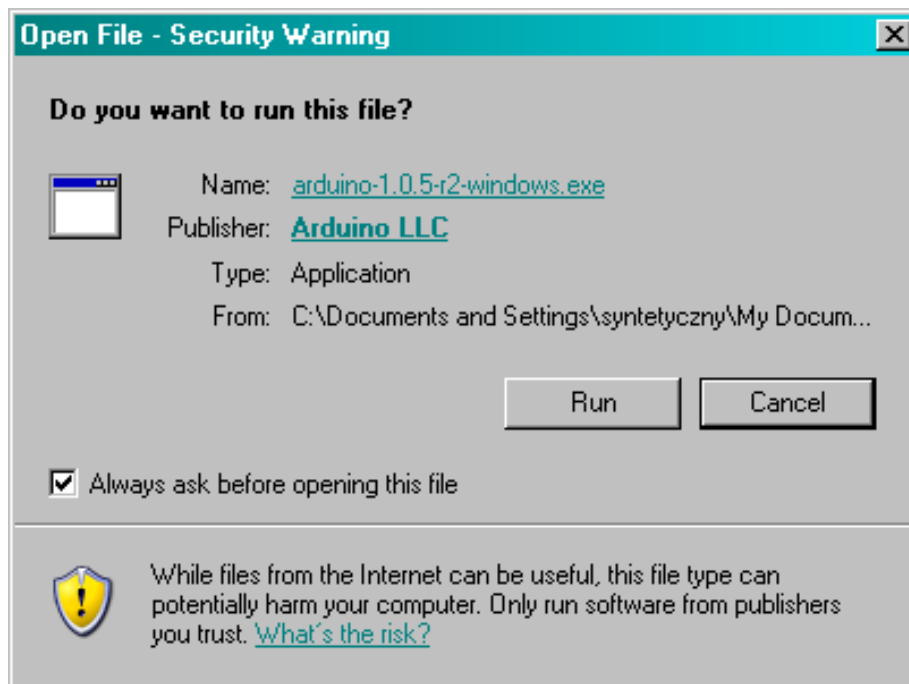 Open File - Security Warning
Do you want to run this file?
Name: arduino-1.0.5-r2-windows.exe
Publisher: Arduino LLC
Type: Application
From: C:\Documents and Settings\syntetyczny\My Docum...
Run Cancel
Always ask before opening this file
While files from the Internet can be useful, this file type can
potentially harm your computer. Only run software from publishers
you trust. What's the risk?